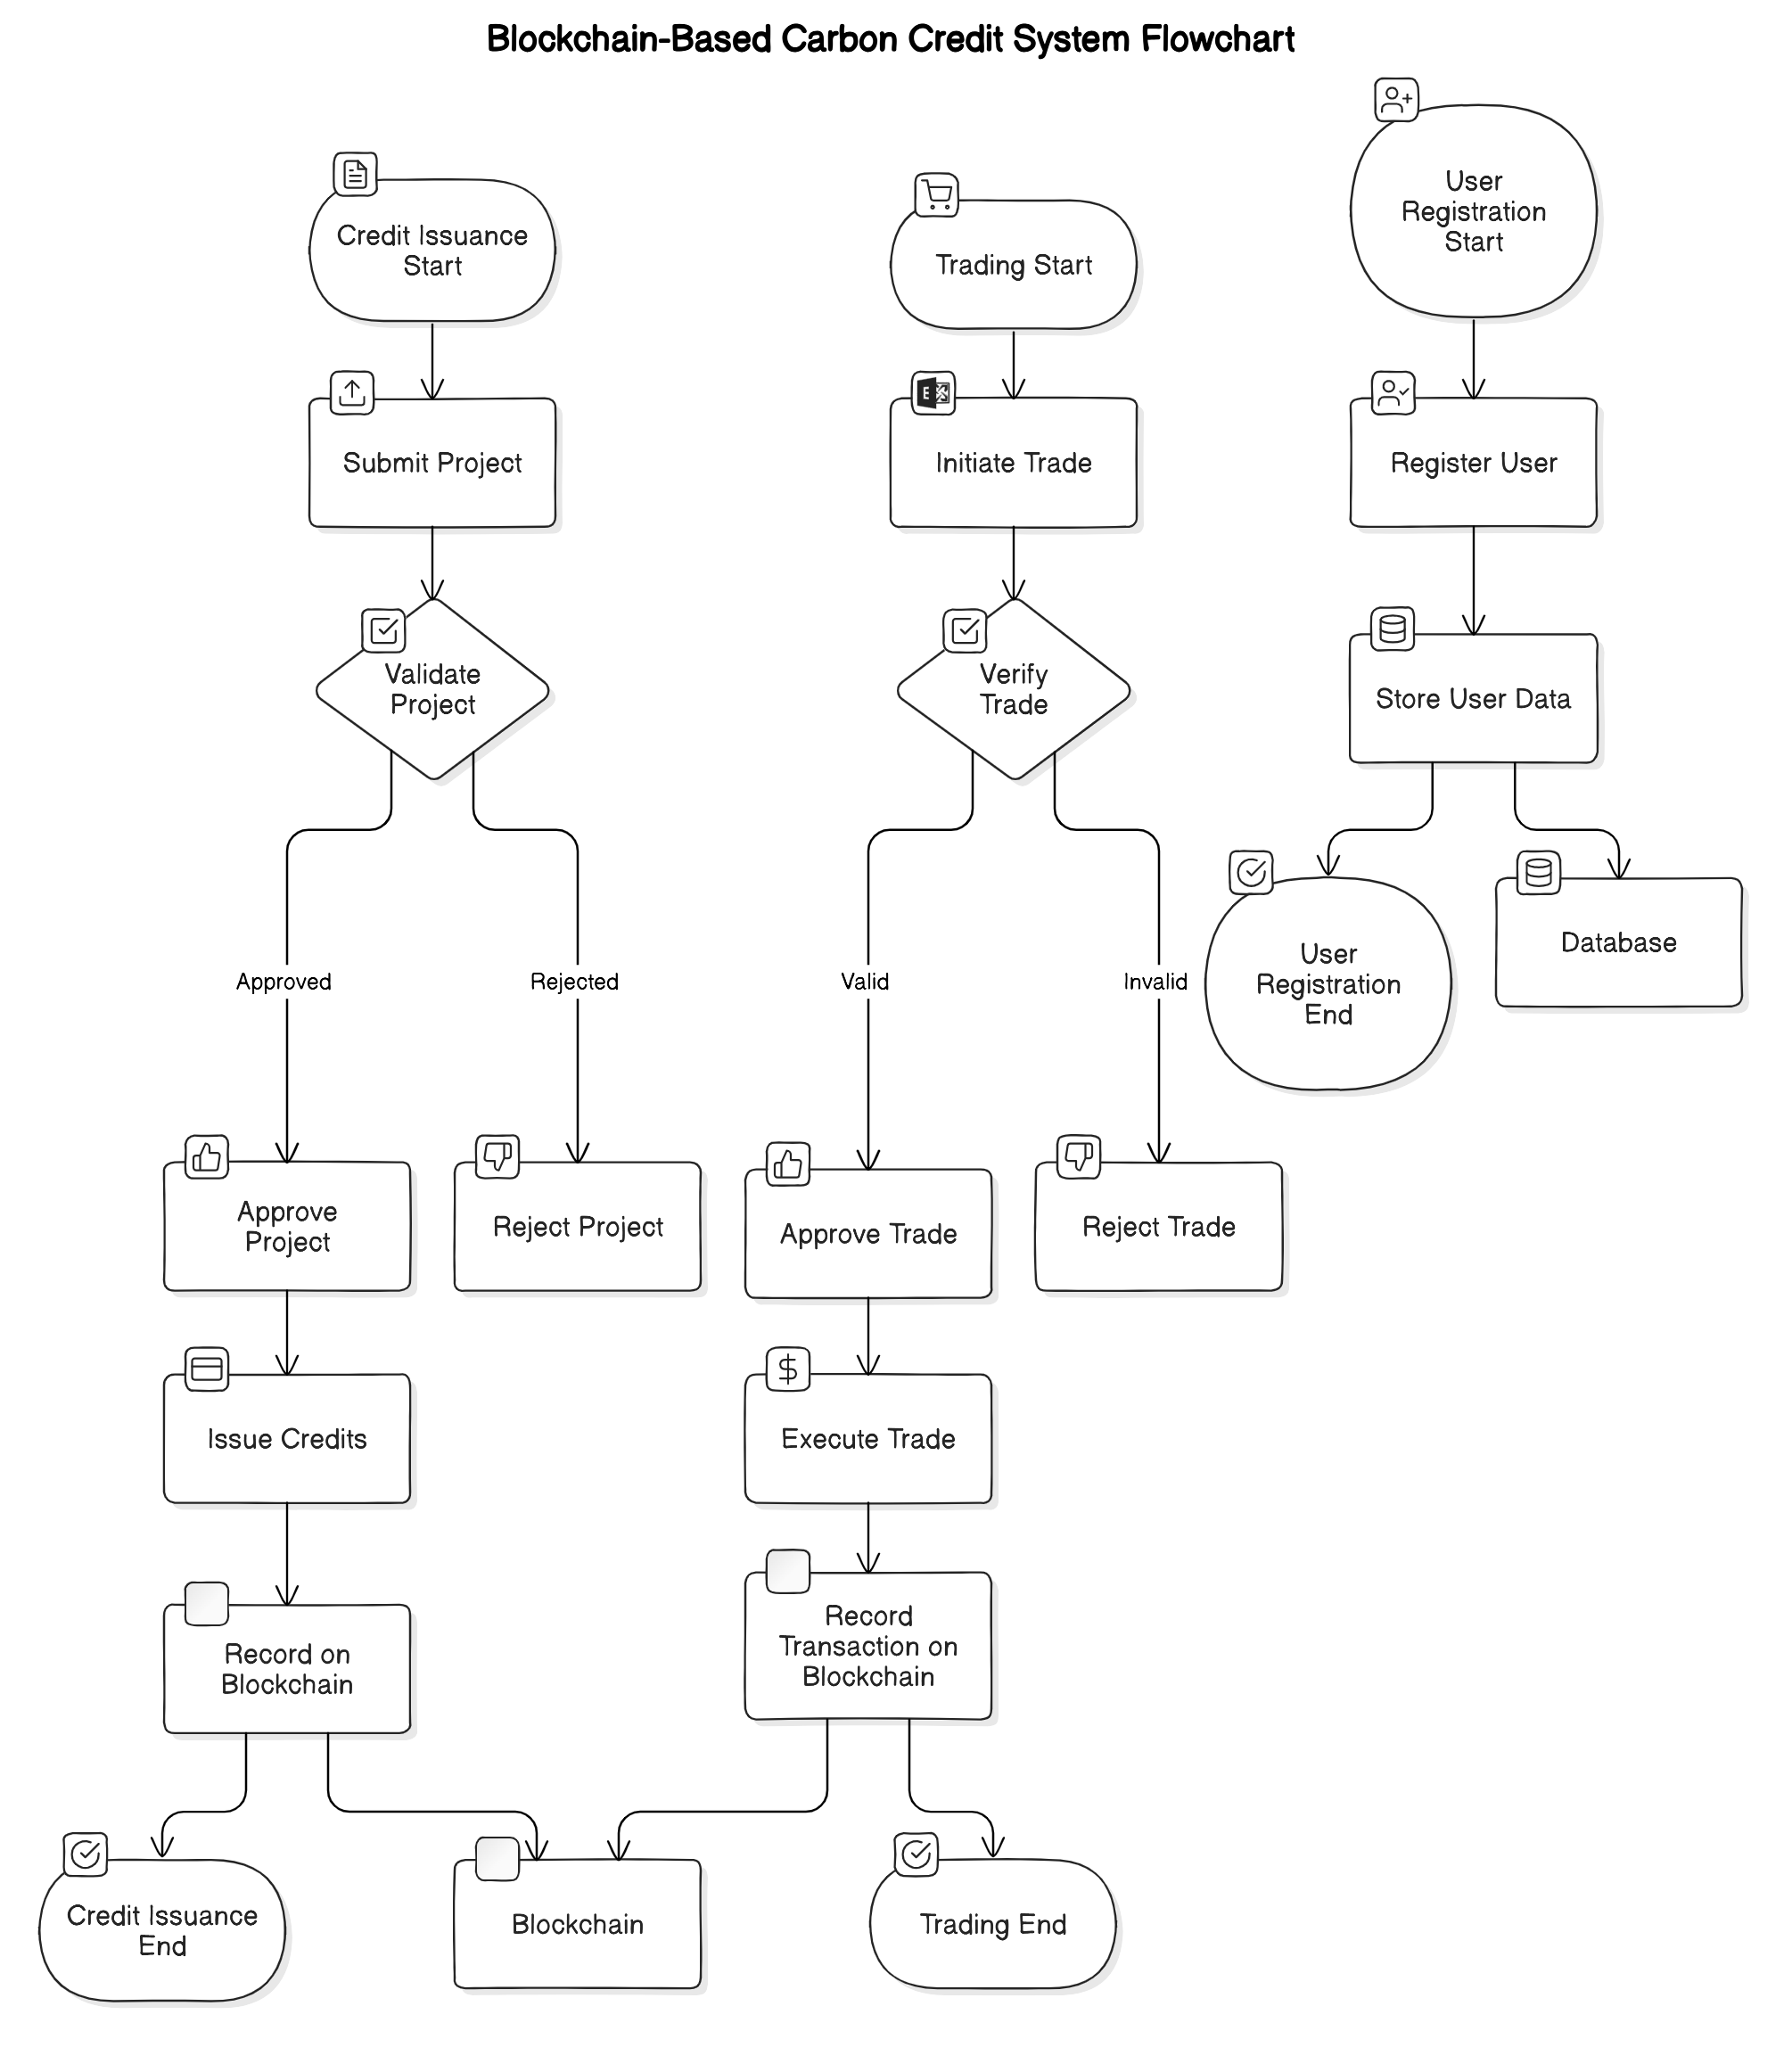 Blockchain-Based Carbon Credit System Flowchart
Credit Issuance
Start
Submit Project
Validate
Project
Approved
Rejected
Approve
Project
Reject Project
Issue Credits
Record on
Blockchain
Credit Issuance
End
Blockchain
Trading Start
Initiate Trade
Verify
Trade
Valid
Invalid
Approve Trade
Reject Trade
Execute Trade
Record
Transaction on
Blockchain
Trading End
User
Registration
Start
Register User
Store User Data
User
Registration
End
Database